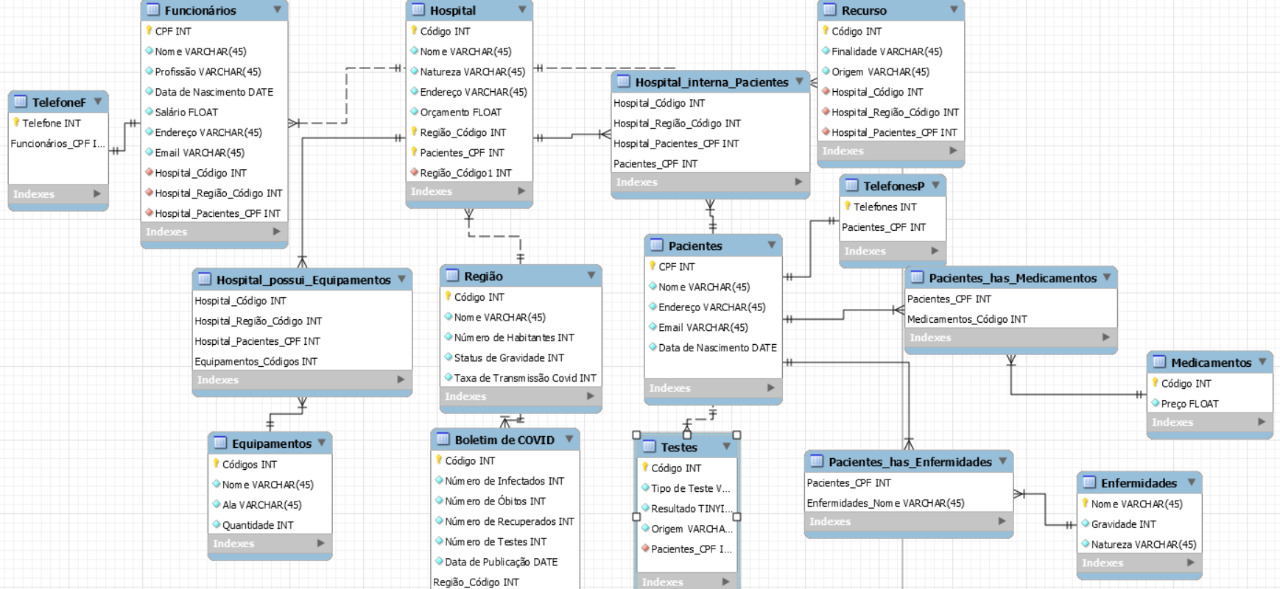 Funcionários
CPF INT
Nome VARCHAR(45)
Profissão VARCHAR(45)
Data de Nascimento DATE
Salário FLOAT
Endereço VARCHAR(45)
Email VARCHAR(45)
Hospital_Código INT
Hospital_Região_Código INT
Hospital_Pacientes_CPF INT
Indexes
Hospital
Código INT
Nome VARCHAR(45)
Natureza VARCHAR(45)
Endereço VARCHAR(45)
Orçamento FLOAT
Região_Código INT
Pacientes_CPF INT
Região_Código1 INT
Indexes
Recurso
Código INT
Finalidade VARCHAR(45)
Origem VARCHAR(45)
Hospital_Código INT
Hospital_Região_Código INT
Hospital_Pacientes_CPF INT
Indexes
TelefoneF
Telefone INT
Funcionários_CPF I...
Indexes
Hospital_interna_Pacientes
Hospital_Código INT
Hospital_Região_Código INT
Hospital_Pacientes_CPF INT
Pacientes_CPF INT
Indexes
TelefonesP
Telefones INT
Pacientes_CPF INT
Indexes
Hospital_possui_Equipamentos
Hospital_Código INT
Hospital_Região_Código INT
Hospital_Pacientes_CPF INT
Equipamentos_Códigos INT
Indexes
Região
Código INT
Nome VARCHAR(45)
Número de Habitantes INT
Status de Gravidade INT
Taxa de Transmissão Covid INT
Indexes
Pacientes
CPF INT
Nome VARCHAR(45)
Endereço VARCHAR(45)
Email VARCHAR(45)
Data de Nascimento DATE
Indexes
Pacientes_has_Medicamentos
Pacientes_CPF INT
Medicamentos_Código INT
Indexes
Medicamentos
Código INT
Preço FLOAT
Indexes
Equipamentos
Códigos INT
Nome VARCHAR(45)
Ala VARCHAR(45)
Quantidade INT
Indexes
Boletim de COVID
Código INT
Número de Infectados INT
Número de Óbitos INT
Número de Recuperados INT
Número de Testes INT
Data de Publicação DATE
Região_Código INT
Testes
Código INT
Tipo de Teste V...
Resultado TINYI...
Origem VARCHA...
Pacientes_CPF I...
Indexes
Pacientes_has_Enfermidades
Pacientes_CPF INT
Enfermidades_Nome VARCHAR(45)
Indexes
Enfermidades
Nome VARCHAR(45)
Gravidade INT
Natureza VARCHAR(45)
Indexes